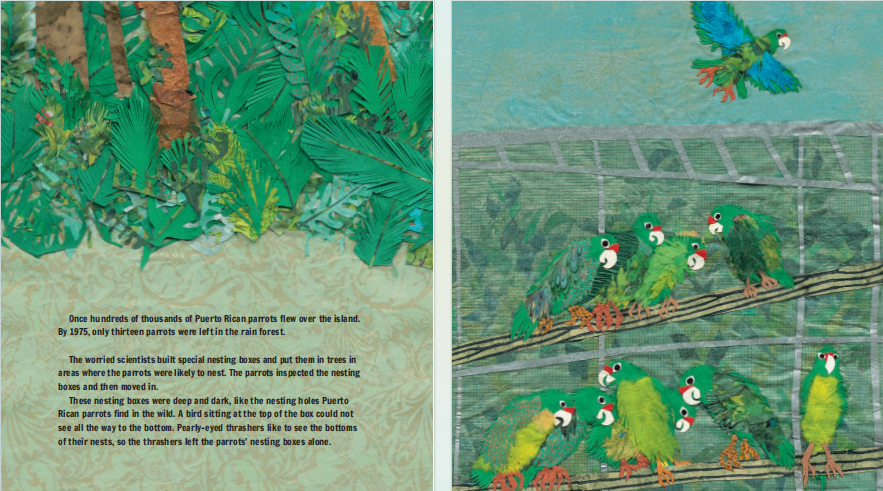 Once hundreds of thousands of Puerto Rican parrots flew over the island.
By 1975, only thirteen parrots were left in the rain forest.
The worried scientists built special nesting boxes and put them in trees in
areas where the parrots were likely to nest. The parrots inspected the nesting
boxes and then moved in.
These nesting boxes were deep and dark, like the nesting holes Puerto
Rican parrots find in the wild. A bird sitting at the top of the box could not
see all the way to the bottom. Pearly-eyed thrashers like to see the bottoms
of their nests, so the thrashers left the parrots' nesting boxes alone.